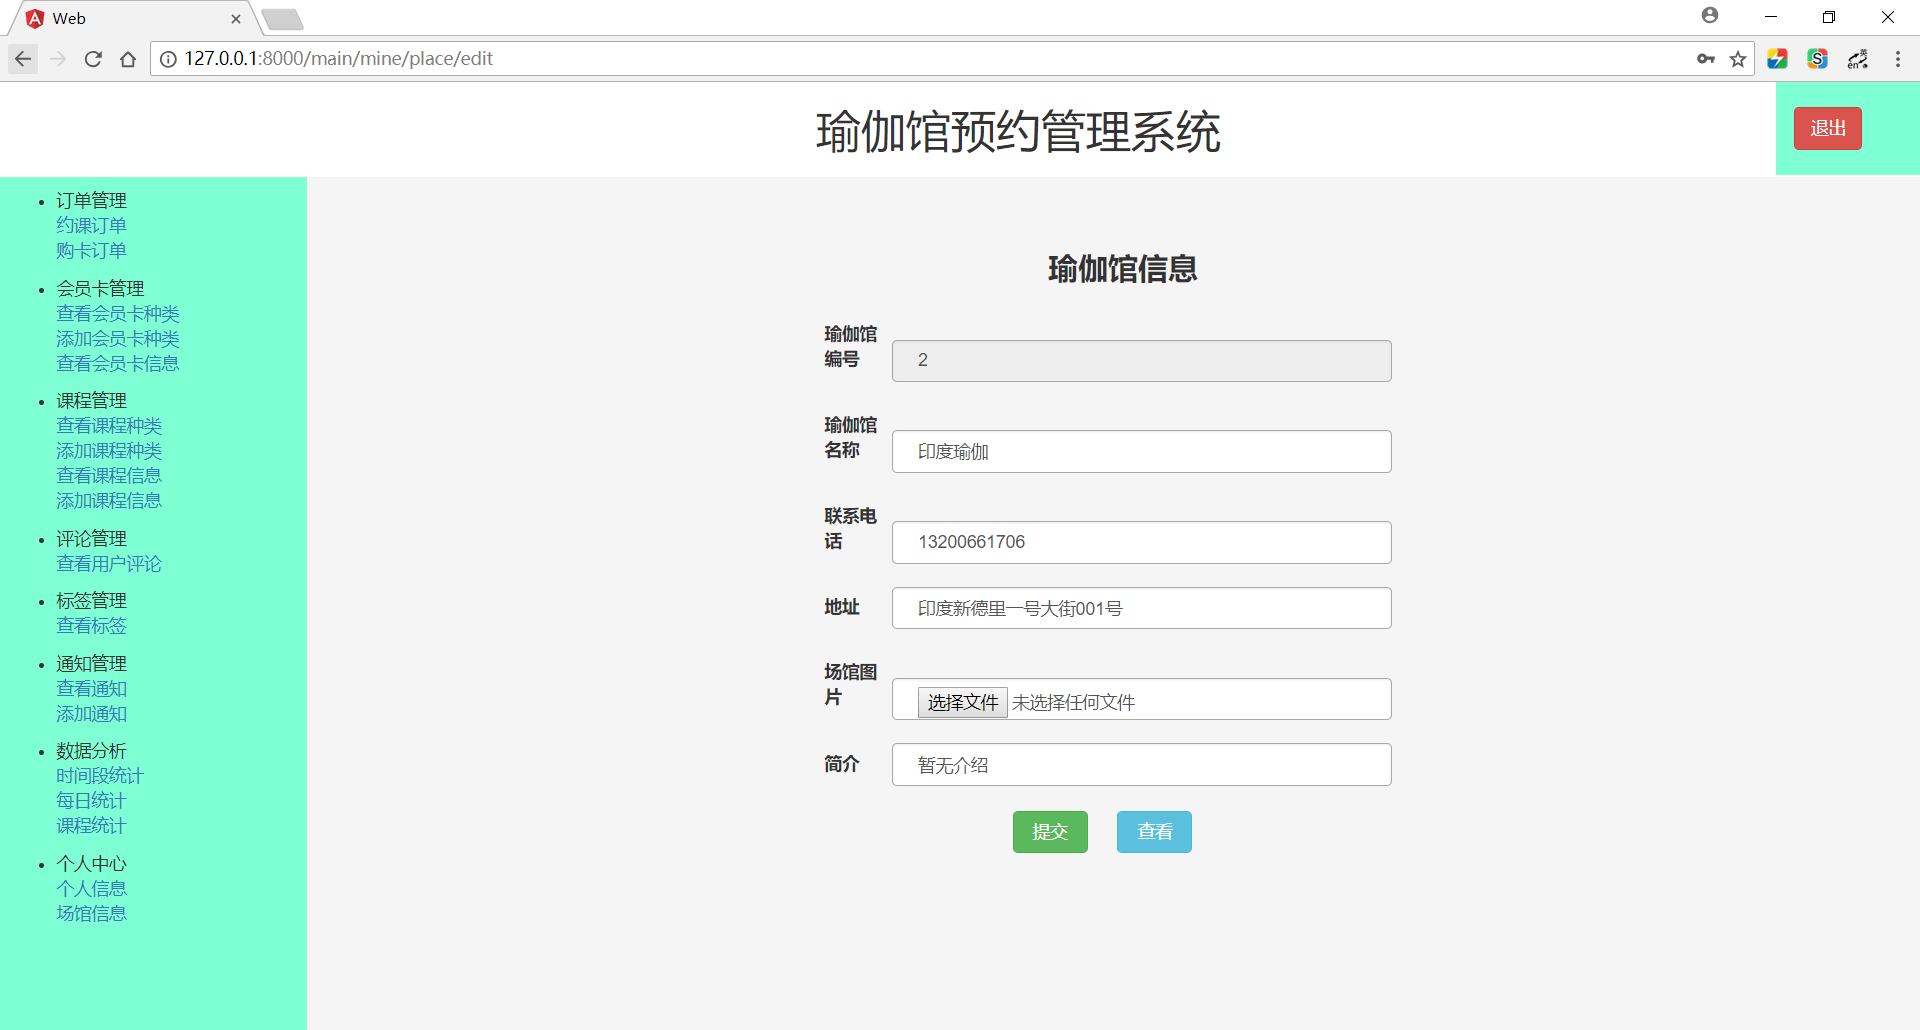 Web
127.0.0.1:8000/main/mine/place/edit
瑜伽馆预约管理系统
退出
订单管理
约课订单
购卡订单
会员卡管理
查看会员卡种类
添加会员卡种类
查看会员卡信息
课程管理
查看课程种类
添加课程种类
查看课程信息
添加课程信息
评论管理
查看用户评论
标签管理
查看标签
通知管理
查看通知
添加通知
数据分析
时间段统计
每日统计
课程统计
个人中心
个人信息
场馆信息
瑜伽馆信息
瑜伽馆
编号
2
瑜伽馆
名称
印度瑜伽
联系电
话
13200661706
地址
印度新德里一号大街001号
场馆图
片
选择文件 未选择任何文件
简介
暂无介绍
提交 查看